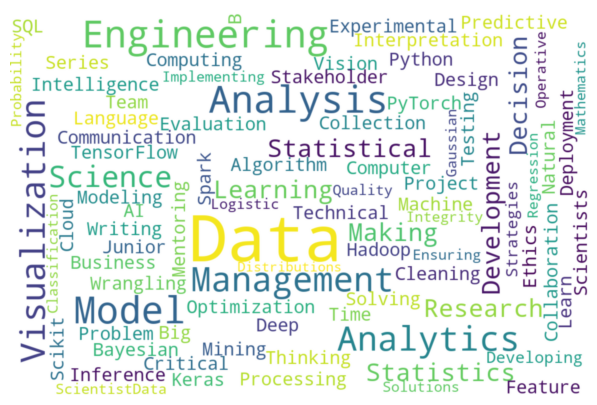 SQL
Engineering
B
Experimental
Predictive
Probability
Series
Computing
Vision
Interpretation
Python
Operative
Mathematics
Intelligence
Implementing
Stakeholder
Design
Decision
Team
Analysis
PyTorch
Language
Evaluation
Collection
Testing
Gaussian
Communication
Statistical
Natural
Deployment
TensorFlow
Algorithm
Computer
Regression
Visualization
Science
Spark
Learning
Quality
Project
Development
Strategies
Modeling
Logistic
Machine
Integrity
AI
Mentoring
Technical
Cloud
Writing
Data
Making
Ethics
Collaboration
Learn
Scientists
Classification
Junior
Hadoop
Ensuring
Business
Distributions
Cleaning
Wrangling
Management
Solving
Model
Optimization
Time
Research
Scikit
Problem
Big
Deep
Analytics
Bayesian
Mining
Thinking
Developing
Critical
Inference
Keras
Processing
Statistics
ScientistData
Solutions
Feature